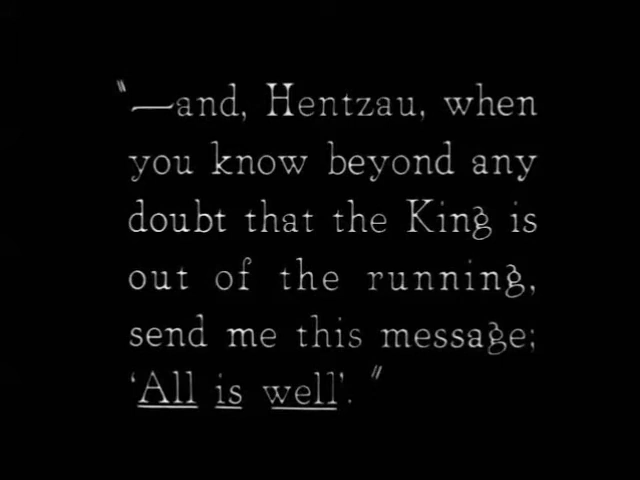 "—and, Hentzau, when
you know beyond any
doubt that the King is
out of the running,
send me this message;
'All is well'."